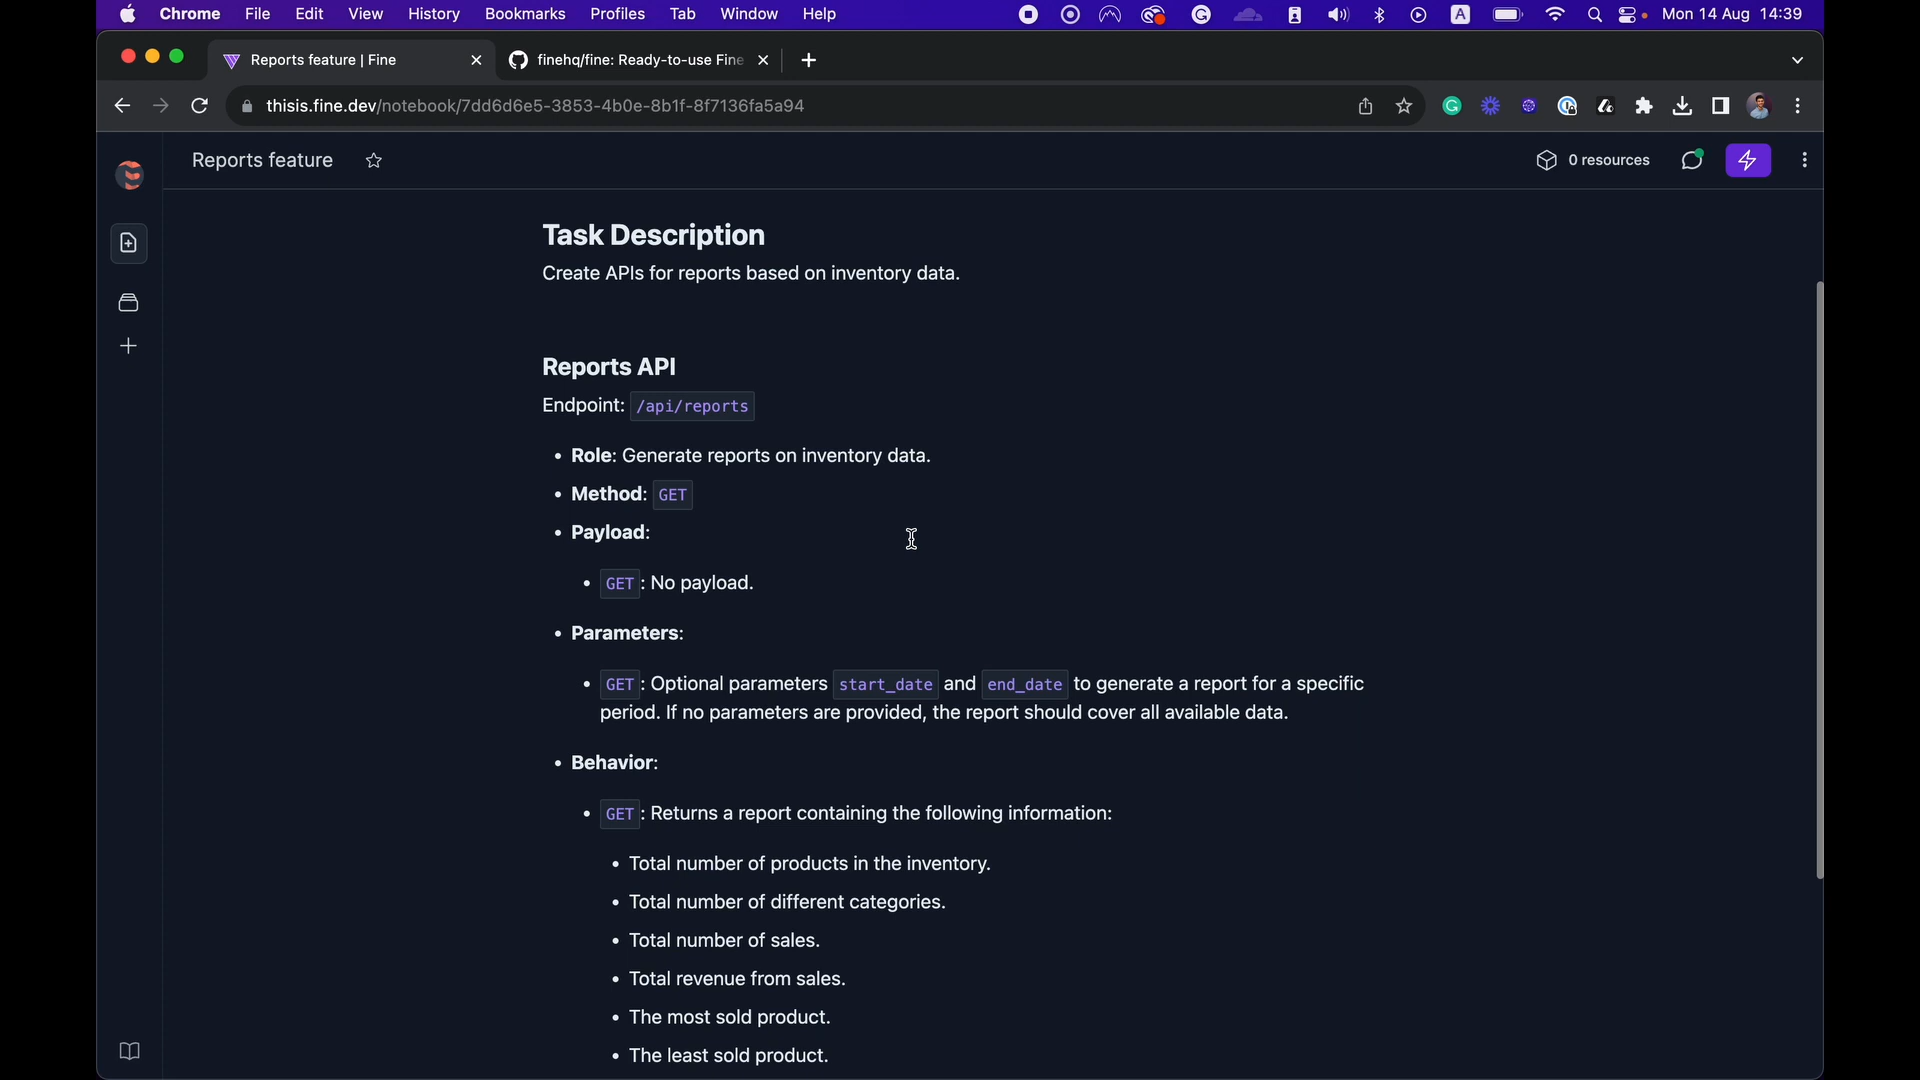 Chrome File Edit View History Bookmarks Profiles Tab Window Help A Mon 14 Aug 14:39
Reports feature | Fine finehq/fine: Ready-to-use Fine
thisis.fine.dev/notebook/7dd6d6e5-3853-4b0e-8b1f-8f7136fa5a94
Reports feature 0 resources
Task Description
Create APIs for reports based on inventory data.
Reports API
Endpoint: /api/reports
• Role: Generate reports on inventory data.
• Method: GET
• Payload:
• GET: No payload.
• Parameters:
• GET: Optional parameters start_date and end_date to generate a report for a specific
period. If no parameters are provided, the report should cover all available data.
• Behavior:
• GET: Returns a report containing the following information:
• Total number of products in the inventory.
• Total number of different categories.
• Total number of sales.
• Total revenue from sales.
• The most sold product.
• The least sold product.